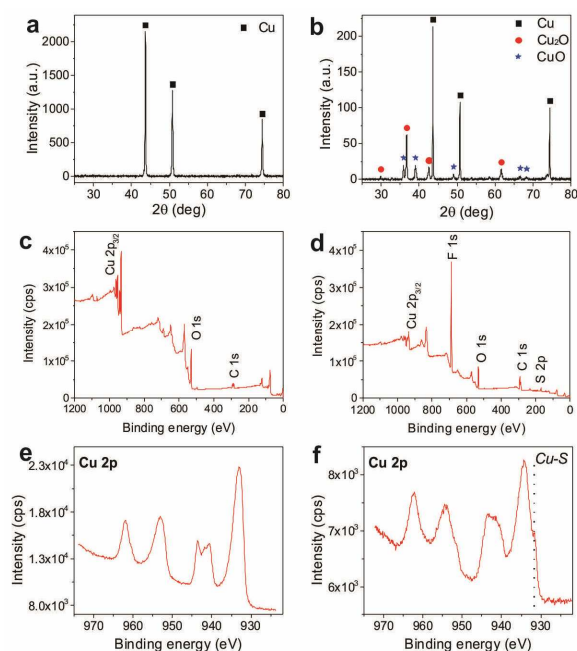 a
Cu
Intensity (a.u.)
2000
1500
1000
500
0
30 40 50 60 70 80
2θ (deg)
b
Cu
Cu₂O
CuO
Intensity (a.u.)
200
150
100
50
0
30 40 50 60 70 80
2θ (deg)
c
Cu 2p₃/₂
O 1s
C 1s
Intensity (cps)
4x10⁵
3x10⁵
2x10⁵
1x10⁵
0
1200 1000 800 600 400 200 0
Binding energy (eV)
d
F 1s
Cu 2p₃/₂
O 1s
C 1s
S 2p
Intensity (cps)
4x10⁵
3x10⁵
2x10⁵
1x10⁵
0
1200 1000 800 600 400 200 0
Binding energy (eV)
e
Cu 2p
Intensity (cps)
2.3x10⁴
1.8x10⁴
1.3x10⁴
8.0x10³
970 960 950 940 930
Binding energy (eV)
f
Cu 2p
Cu-S
Intensity (cps)
8x10³
7x10³
6x10³
970 960 950 940 930
Binding energy (eV)